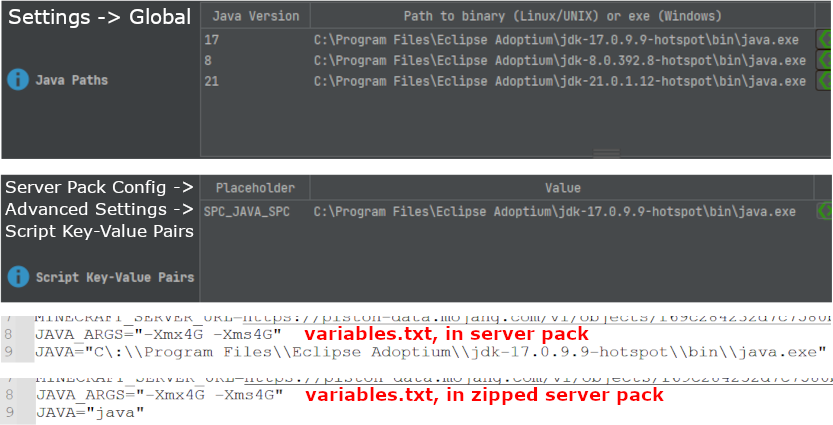 Settings -> Global
Java Version Path to binary (Linux/UNIX) or exe (Windows)
17 C:\Program Files\Eclipse Adoptium\jdk-17.0.9.9-hotspot\bin\java.exe
8 C:\Program Files\Eclipse Adoptium\jdk-8.0.392.8-hotspot\bin\java.exe
Java Paths
21 C:\Program Files\Eclipse Adoptium\jdk-21.0.1.12-hotspot\bin\java.exe
Server Pack Config ->
Advanced Settings ->
Script Key-Value Pairs
Placeholder Value
SPC_JAVA_SPC C:\Program Files\Eclipse Adoptium\jdk-17.0.9.9-hotspot\bin\java.exe
Script Key-Value Pairs
7 MINECRAFT_SERVER_URL=https://piston-data.mojang.com/v1/objects/
8 JAVA_ARGS="-Xmx4G -Xms4G" variables.txt, in server pack
9 JAVA="C\:\\Program Files\\Eclipse Adoptium\\jdk-17.0.9.9-hotspot\\bin\\java.exe"
7 MINECRAFT_SERVER_URL=https://piston-data.mojang.com/v1/objects/
8 JAVA_ARGS="-Xmx4G -Xms4G" variables.txt, in zipped server pack
9 JAVA="java"